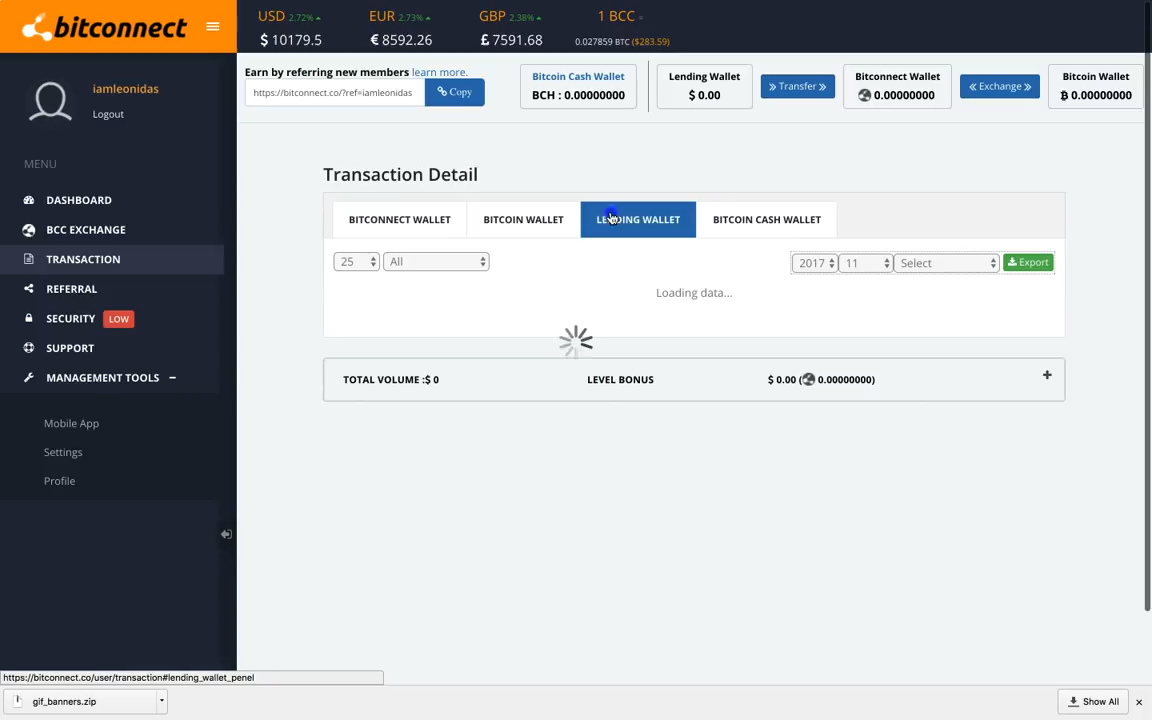 bitconnect
USD 2.72%
$ 10179.5
EUR 2.73%
€ 8592.26
GBP 2.38%
£ 7591.68
1 BCC =
0.027859 BTC ($283.59)
iamleonidas
Logout
Earn by referring new members learn more.
https://bitconnect.co/?ref=iamleonidas
Copy
Bitcoin Cash Wallet
BCH : 0.00000000
Lending Wallet
$ 0.00
Transfer
Bitconnect Wallet
0.00000000
Exchange
Bitcoin Wallet
0.00000000
MENU
DASHBOARD
BCC EXCHANGE
TRANSACTION
REFERRAL
SECURITY LOW
SUPPORT
MANAGEMENT TOOLS –
Mobile App
Settings
Profile
Transaction Detail
BITCONNECT WALLET
BITCOIN WALLET
LENDING WALLET
BITCOIN CASH WALLET
25
All
2017
11
Select
Export
Loading data...
TOTAL VOLUME :$ 0
LEVEL BONUS
$ 0.00 ( 0.00000000)
+
https://bitconnect.co/user/transaction#lending_wallet_penel
gif_banners.zip
Show All